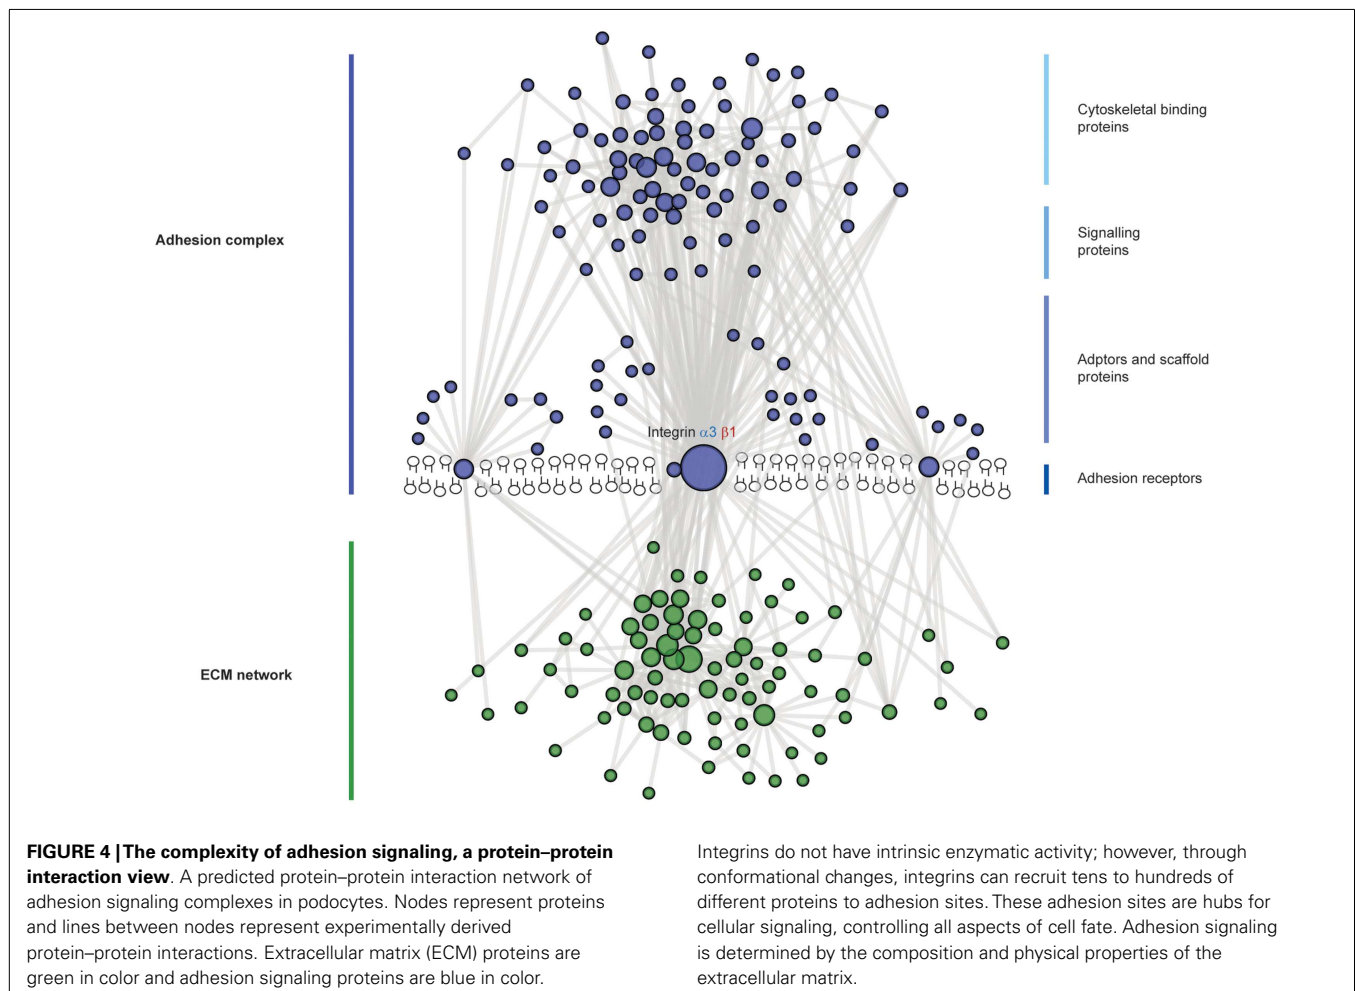 Cytoskeletal binding
proteins
Adhesion complex
Signalling
proteins
Adptors and scaffold
proteins
Integrin α3 β1
Adhesion receptors
ECM network
FIGURE 4 | The complexity of adhesion signaling, a protein–protein
interaction view. A predicted protein–protein interaction network of
adhesion signaling complexes in podocytes. Nodes represent proteins
and lines between nodes represent experimentally derived
protein–protein interactions. Extracellular matrix (ECM) proteins are
green in color and adhesion signaling proteins are blue in color.
Integrins do not have intrinsic enzymatic activity; however, through
conformational changes, integrins can recruit tens to hundreds of
different proteins to adhesion sites. These adhesion sites are hubs for
cellular signaling, controlling all aspects of cell fate. Adhesion signaling
is determined by the composition and physical properties of the
extracellular matrix.